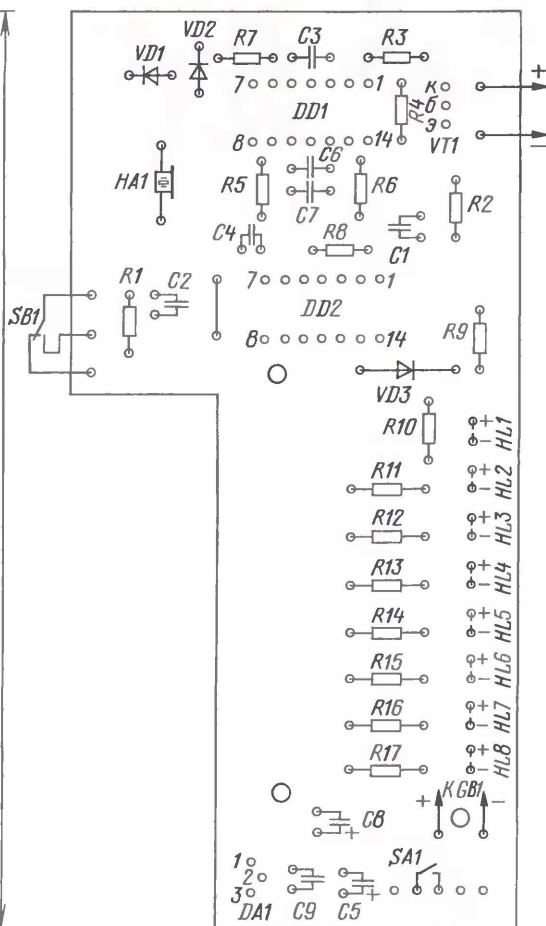 VD1 VD2 R7 C3 R3
7 1 К +
DD1 R4 б
8 14 Э −
VT1
HA1 R5 C6 R6
C7 R2
C4 R8 C1
R1 C2 7 1
SB1 DD2
8 14 R9
VD3
R10 + − HL1
R11 + − HL2
R12 + − HL3
R13 + − HL4
R14 + − HL5
R15 + − HL6
R16 + − HL7
R17 + − HL8
+ К GB1 −
C8 +
SA1
1
2
3
DA1 C9 C5 +